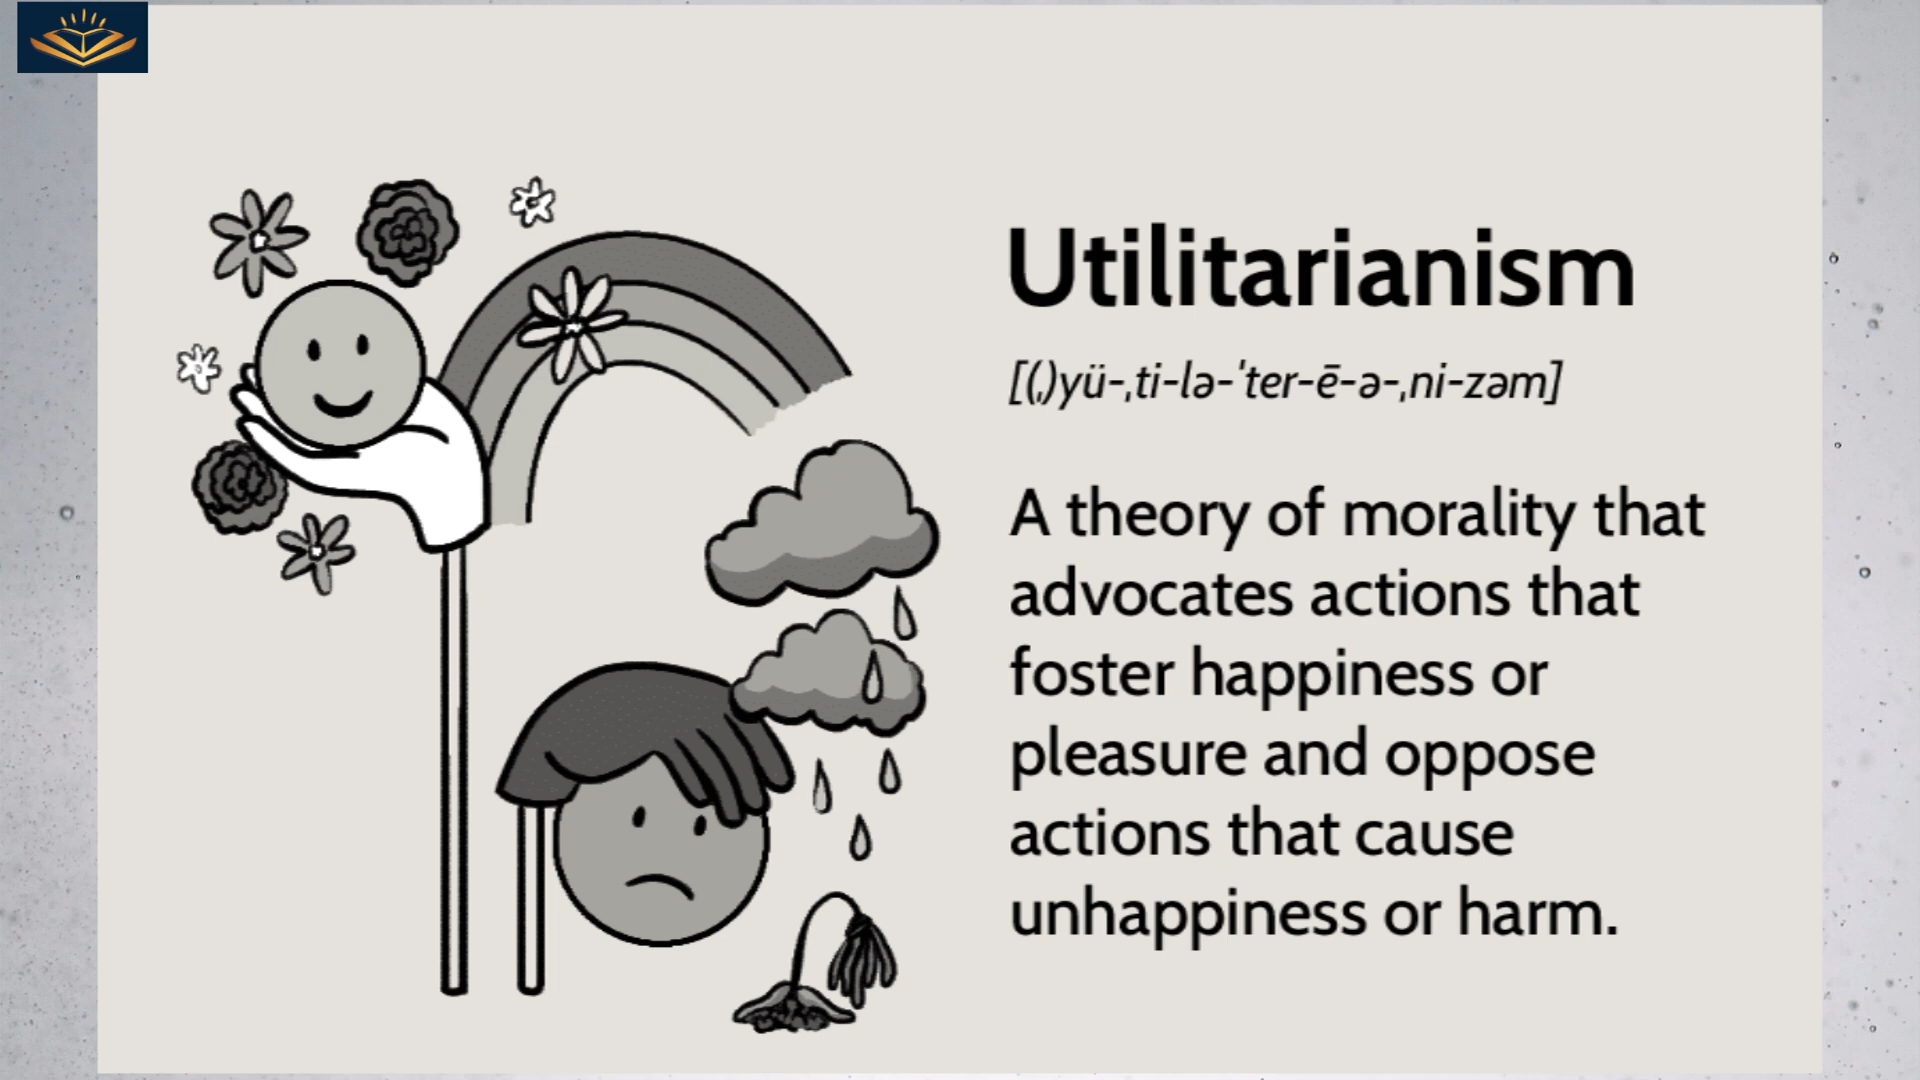 Utilitarianism
[(ˌ)yü-ˌti-lə-ˈter-ē-ə-ˌni-zəm]
A theory of morality that
advocates actions that
foster happiness or
pleasure and oppose
actions that cause
unhappiness or harm.